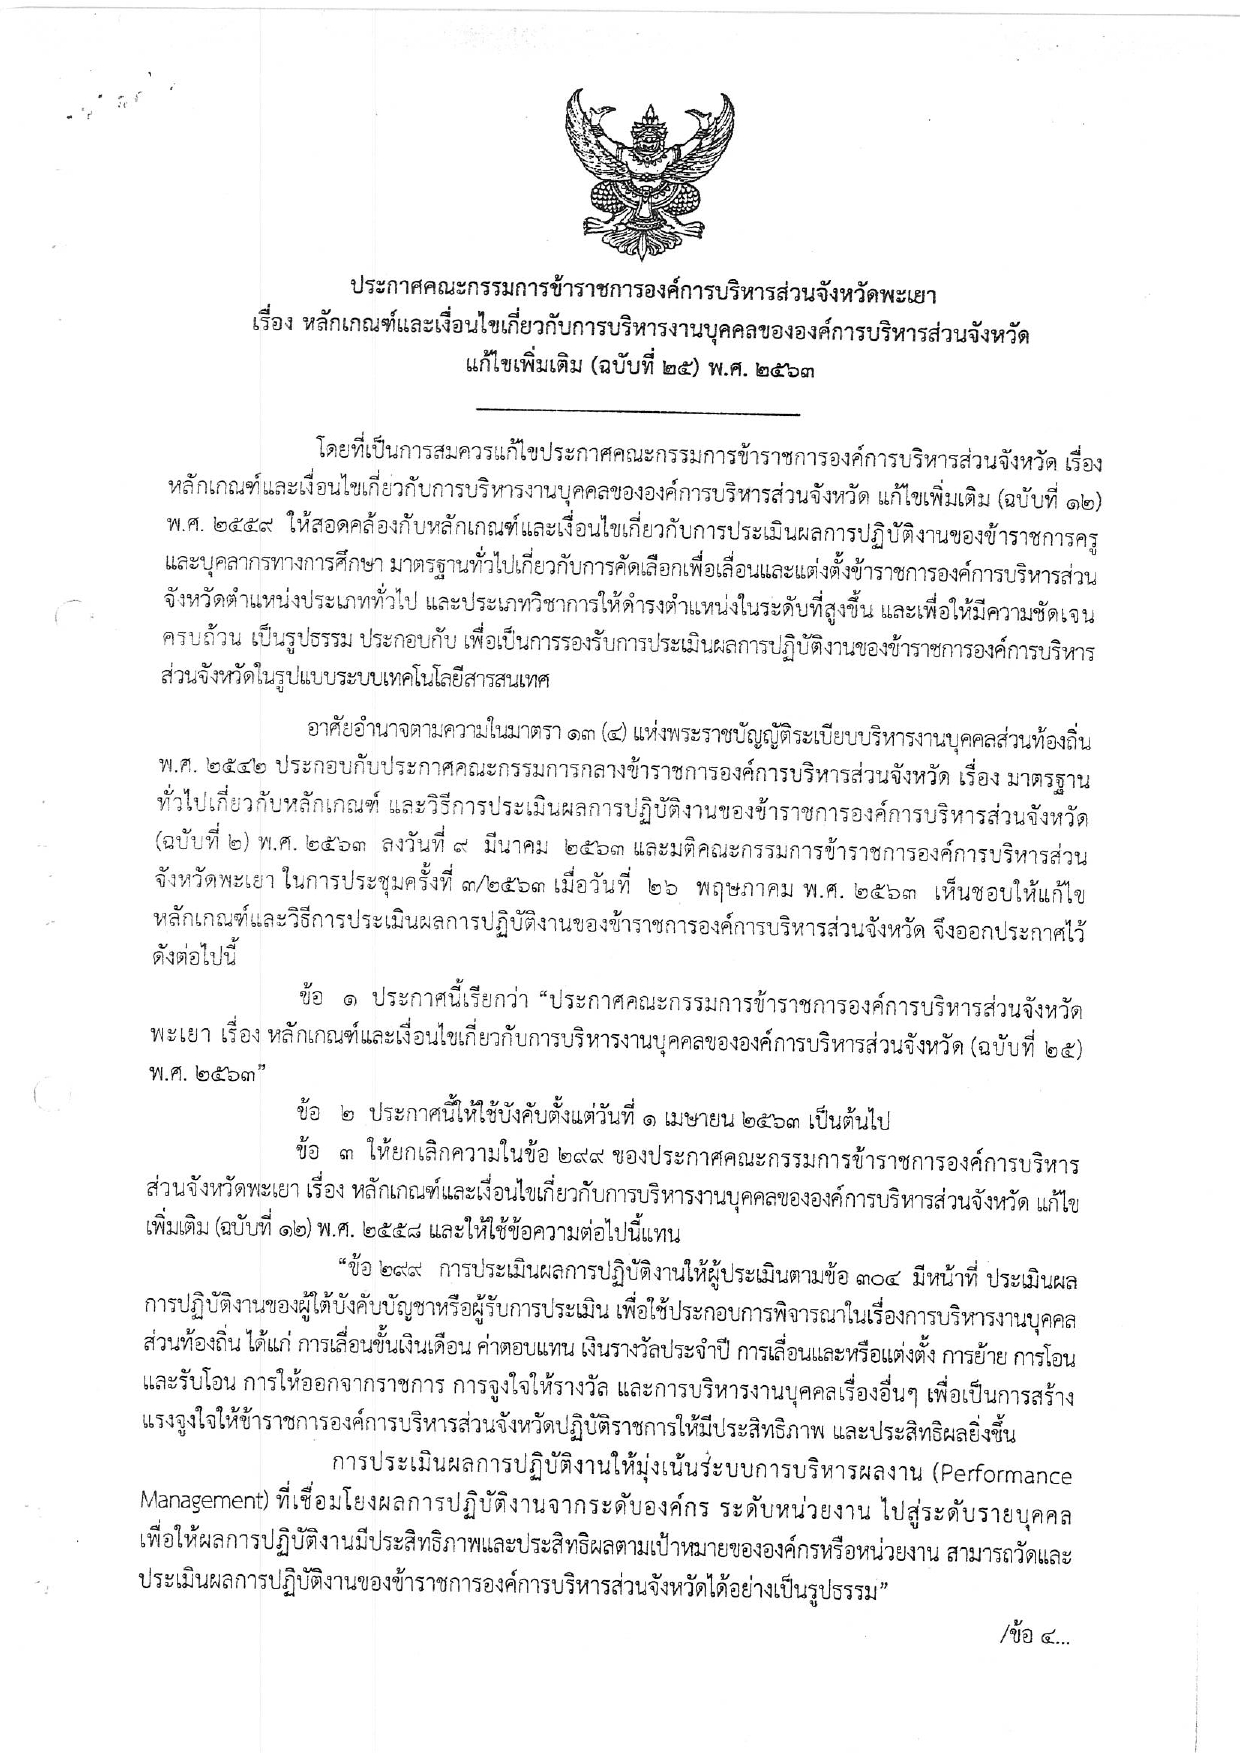 ประกาศคณะกรรมการข้าราชการองค์การบริหารส่วนจังหวัดพะเยา
เรื่อง หลักเกณฑ์และเงื่อนไขเกี่ยวกับการบริหารงานบุคคลขององค์การบริหารส่วนจังหวัด
แก้ไขเพิ่มเติม (ฉบับที่ ๒๕) พ.ศ. ๒๕๖๓
โดยที่เป็นการสมควรแก้ไขประกาศคณะกรรมการข้าราชการองค์การบริหารส่วนจังหวัด เรื่อง
หลักเกณฑ์และเงื่อนไขเกี่ยวกับการบริหารงานบุคคลขององค์การบริหารส่วนจังหวัด แก้ไขเพิ่มเติม (ฉบับที่ ๑๒)
พ.ศ. ๒๕๕๙ ให้สอดคล้องกับหลักเกณฑ์และเงื่อนไขเกี่ยวกับการประเมินผลการปฏิบัติงานของข้าราชการครู
และบุคลากรทางการศึกษา มาตรฐานทั่วไปเกี่ยวกับการคัดเลือกเพื่อเลื่อนและแต่งตั้งข้าราชการองค์การบริหารส่วน
จังหวัดตำแหน่งประเภททั่วไป และประเภทวิชาการให้ดำรงตำแหน่งในระดับที่สูงขึ้น และเพื่อให้มีความชัดเจน
ครบถ้วน เป็นรูปธรรม ประกอบกับ เพื่อเป็นการรองรับการประเมินผลการปฏิบัติงานของข้าราชการองค์การบริหาร
ส่วนจังหวัดในรูปแบบระบบเทคโนโลยีสารสนเทศ
อาศัยอำนาจตามความในมาตรา ๑๓ (๔) แห่งพระราชบัญญัติระเบียบบริหารงานบุคคลส่วนท้องถิ่น
พ.ศ. ๒๕๔๒ ประกอบกับประกาศคณะกรรมการกลางข้าราชการองค์การบริหารส่วนจังหวัด เรื่อง มาตรฐาน
ทั่วไปเกี่ยวกับหลักเกณฑ์ และวิธีการประเมินผลการปฏิบัติงานของข้าราชการองค์การบริหารส่วนจังหวัด
(ฉบับที่ ๒) พ.ศ. ๒๕๖๓ ลงวันที่ ๙ มีนาคม ๒๕๖๓ และมติคณะกรรมการข้าราชการองค์การบริหารส่วน
จังหวัดพะเยา ในการประชุมครั้งที่ ๓/๒๕๖๓ เมื่อวันที่ ๒๖ พฤษภาคม พ.ศ. ๒๕๖๓ เห็นชอบให้แก้ไข
หลักเกณฑ์และวิธีการประเมินผลการปฏิบัติงานของข้าราชการองค์การบริหารส่วนจังหวัด จึงออกประกาศไว้
ดังต่อไปนี้
ข้อ ๑ ประกาศนี้เรียกว่า “ประกาศคณะกรรมการข้าราชการองค์การบริหารส่วนจังหวัด
พะเยา เรื่อง หลักเกณฑ์และเงื่อนไขเกี่ยวกับการบริหารงานบุคคลขององค์การบริหารส่วนจังหวัด (ฉบับที่ ๒๕)
พ.ศ. ๒๕๖๓”
ข้อ ๒ ประกาศนี้ให้ใช้บังคับตั้งแต่วันที่ ๑ เมษายน ๒๕๖๓ เป็นต้นไป
ข้อ ๓ ให้ยกเลิกความในข้อ ๒๙๙ ของประกาศคณะกรรมการข้าราชการองค์การบริหาร
ส่วนจังหวัดพะเยา เรื่อง หลักเกณฑ์และเงื่อนไขเกี่ยวกับการบริหารงานบุคคลขององค์การบริหารส่วนจังหวัด แก้ไข
เพิ่มเติม (ฉบับที่ ๑๒) พ.ศ. ๒๕๕๘ และให้ใช้ข้อความต่อไปนี้แทน
“ข้อ ๒๙๙ การประเมินผลการปฏิบัติงานให้ผู้ประเมินตามข้อ ๓๐๔ มีหน้าที่ ประเมินผล
การปฏิบัติงานของผู้ใต้บังคับบัญชาหรือผู้รับการประเมิน เพื่อใช้ประกอบการพิจารณาในเรื่องการบริหารงานบุคคล
ส่วนท้องถิ่น ได้แก่ การเลื่อนขั้นเงินเดือน ค่าตอบแทน เงินรางวัลประจำปี การเลื่อนและหรือแต่งตั้ง การย้าย การโอน
และรับโอน การให้ออกจากราชการ การจูงใจให้รางวัล และการบริหารงานบุคคลเรื่องอื่นๆ เพื่อเป็นการสร้าง
แรงจูงใจให้ข้าราชการองค์การบริหารส่วนจังหวัดปฏิบัติราชการให้มีประสิทธิภาพ และประสิทธิผลยิ่งขึ้น
การประเมินผลการปฏิบัติงานให้มุ่งเน้นระบบการบริหารผลงาน (Performance
Management) ที่เชื่อมโยงผลการปฏิบัติงานจากระดับองค์กร ระดับหน่วยงาน ไปสู่ระดับรายบุคคล
เพื่อให้ผลการปฏิบัติงานมีประสิทธิภาพและประสิทธิผลตามเป้าหมายขององค์กรหรือหน่วยงาน สามารถวัดและ
ประเมินผลการปฏิบัติงานของข้าราชการองค์การบริหารส่วนจังหวัดได้อย่างเป็นรูปธรรม”
/ข้อ ๔...